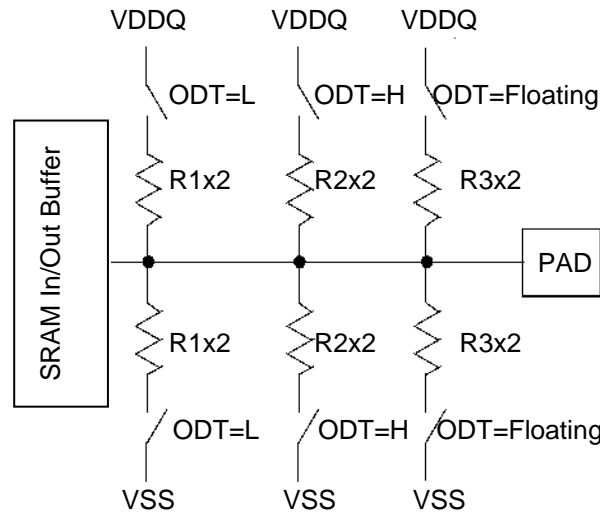 VDDQ VDDQ VDDQ
ODT=L ODT=H ODT=Floating
SRAM In/Out Buffer
R1x2 R2x2 R3x2
PAD
R1x2 R2x2 R3x2
ODT=L ODT=H ODT=Floating
VSS VSS VSS